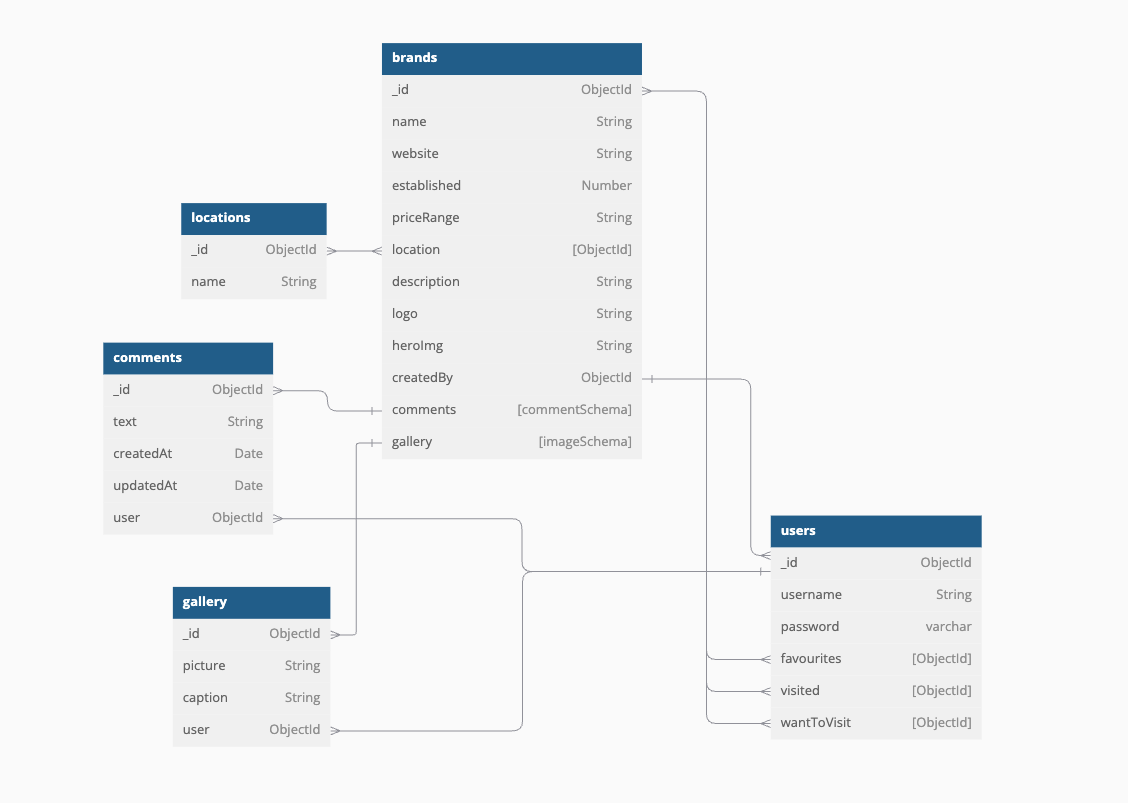 brands
_id ObjectId
name String
website String
established Number
priceRange String
location [ObjectId]
description String
logo String
heroImg String
createdBy ObjectId
comments [commentSchema]
gallery [imageSchema]
locations
_id ObjectId
name String
comments
_id ObjectId
text String
createdAt Date
updatedAt Date
user ObjectId
gallery
_id ObjectId
picture String
caption String
user ObjectId
users
_id ObjectId
username String
password varchar
favourites [ObjectId]
visited [ObjectId]
wantToVisit [ObjectId]